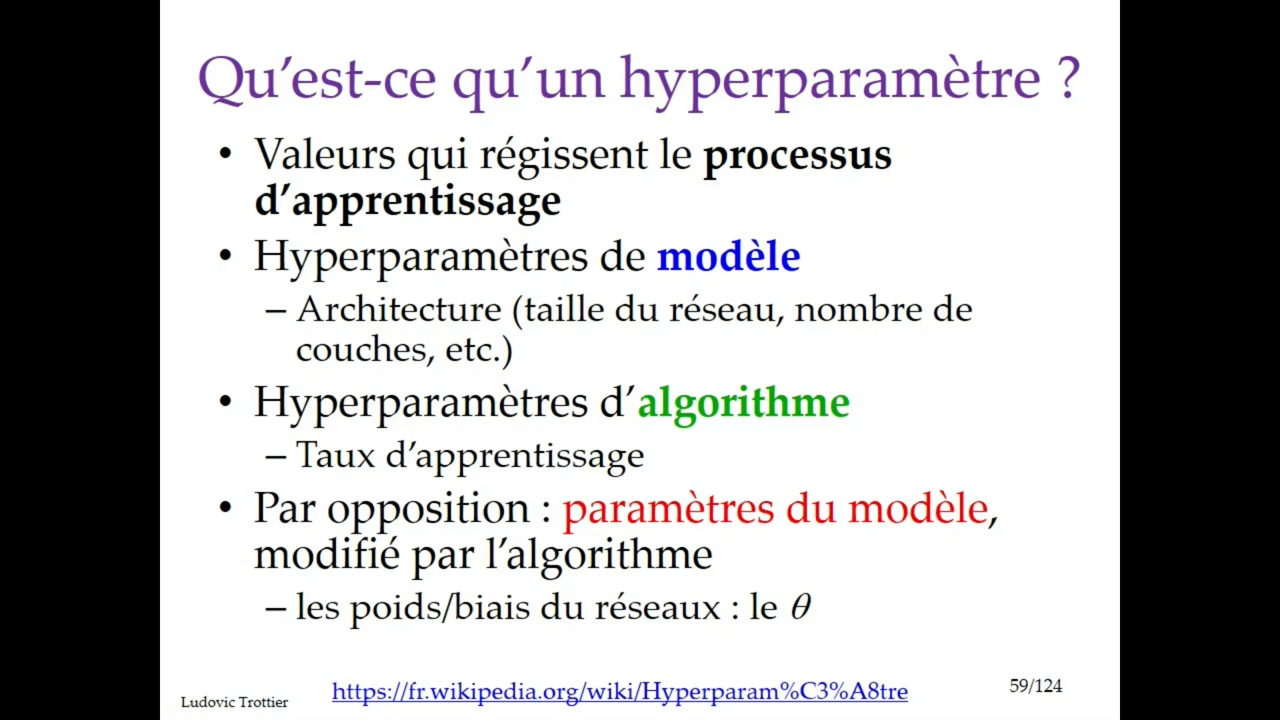 Qu’est-ce qu’un hyperparamètre ?
• Valeurs qui régissent le processus
d’apprentissage
• Hyperparamètres de modèle
– Architecture (taille du réseau, nombre de
couches, etc.)
• Hyperparamètres d’algorithme
– Taux d’apprentissage
• Par opposition : paramètres du modèle,
modifié par l’algorithme
– les poids/biais du réseaux : le θ
Ludovic Trottier
https://fr.wikipedia.org/wiki/Hyperparam%C3%A8tre
59/124